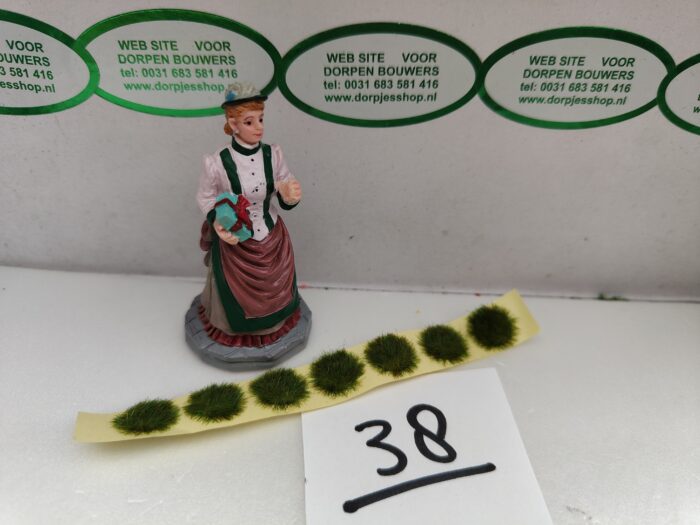 VOOR
BOUWERS
3 581 416
jesshop.nl
WEB SITE VOOR
DORPEN BOUWERS
tel: 0031 683 581 416
www.dorpjesshop.nl
WEB SITE VOOR
DORPEN BOUWERS
tel: 0031 683 581 416
www.dorpjesshop.nl
WEB SITE VOOR
DORPEN BOUWERS
tel: 0031 683 581 416
www.dorpjesshop.nl
38